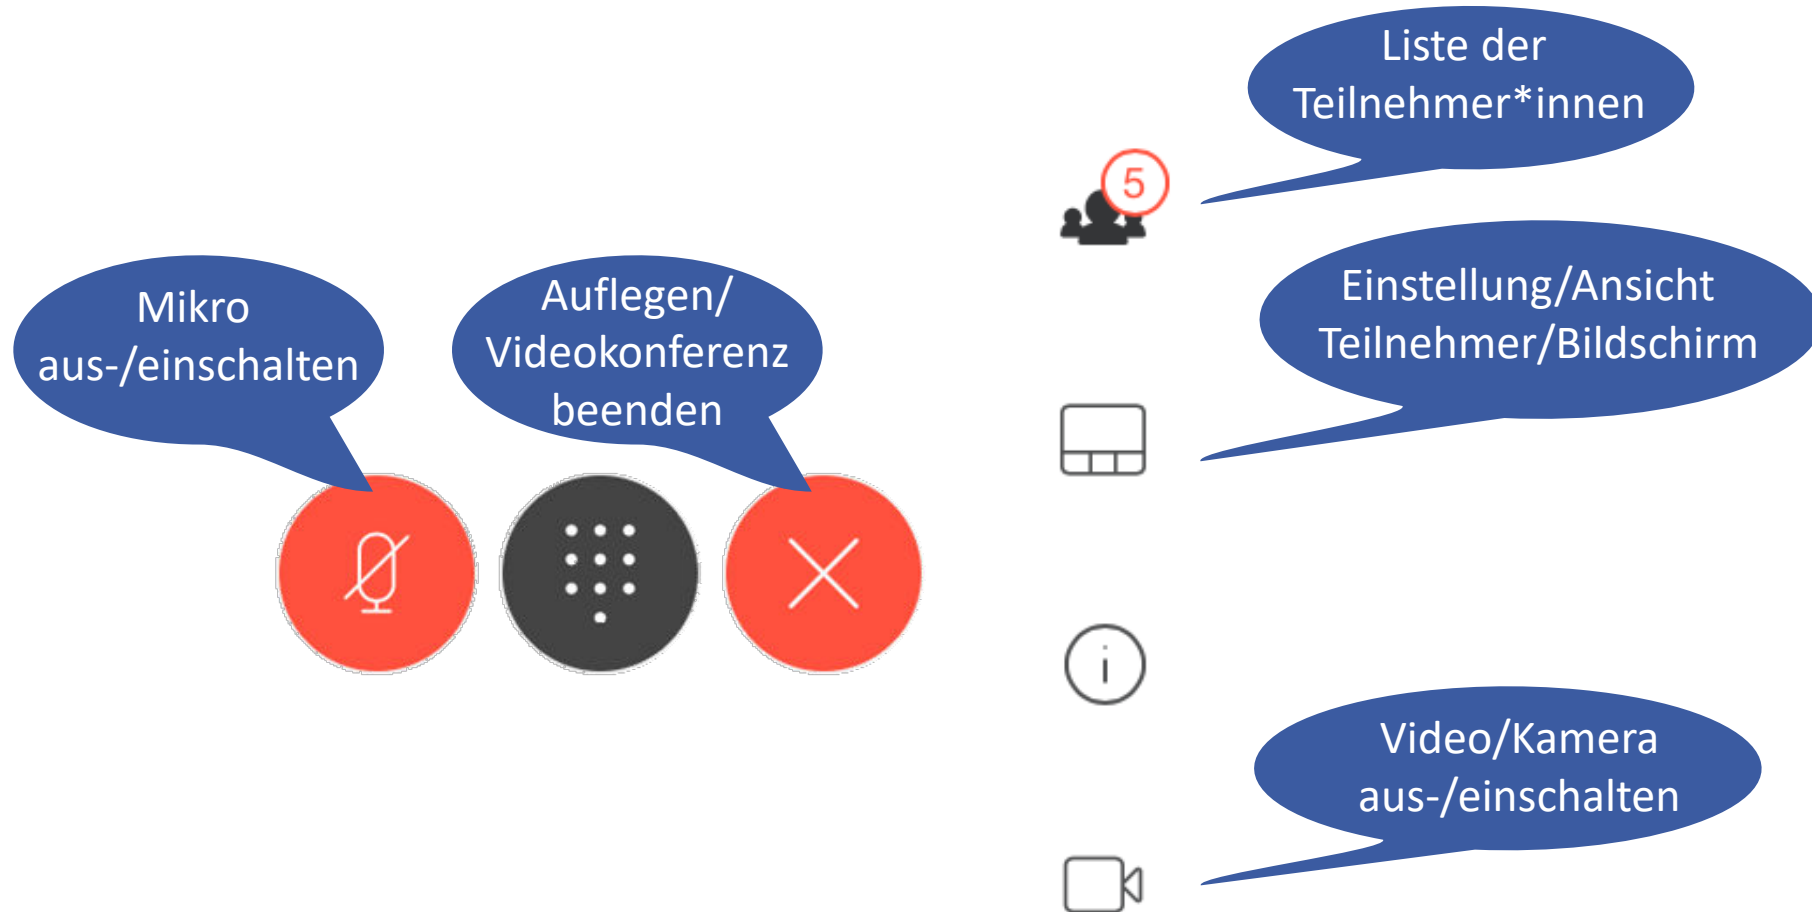 Liste der
Teilnehmer*innen
5
Einstellung/Ansicht
Teilnehmer/Bildschirm
Mikro
aus-/einschalten
Auflegen/
Videokonferenz
beenden
i
Video/Kamera
aus-/einschalten